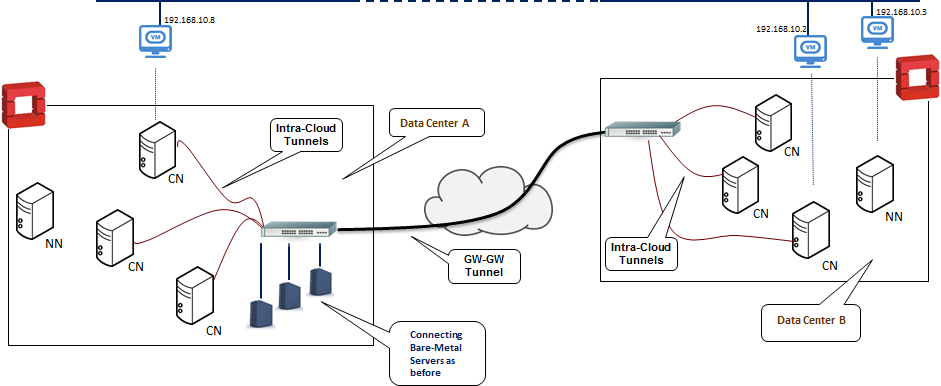 192.168.10.8
192.168.10.3
192.168.10.2
VM
VM
VM
Intra-Cloud
Tunnels
Data Center A
CN
CN
NN
CN
CN
CN
CN
NN
CN
GW-GW
Tunnel
Intra-Cloud
Tunnels
Data Center B
Connecting
Bare-Metal
Servers as
before